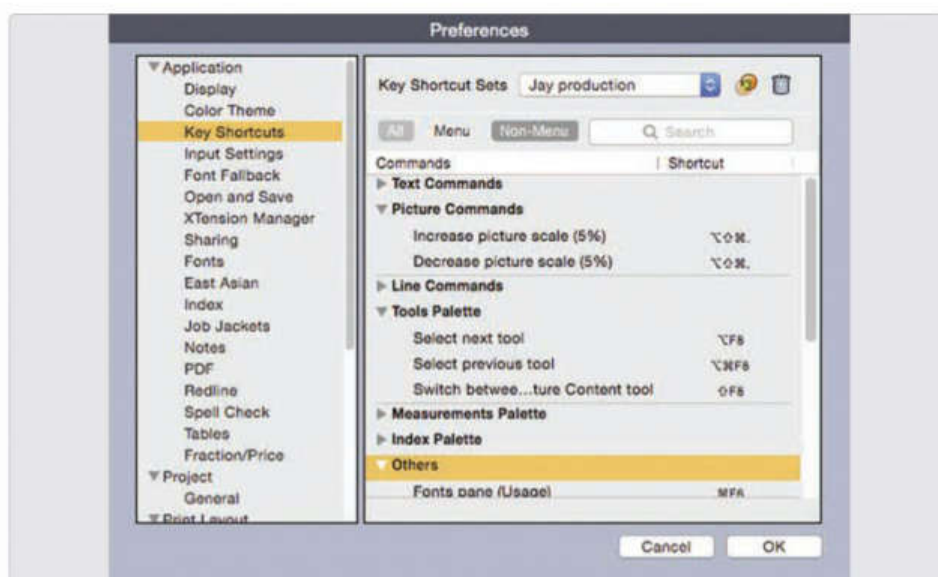 Preferences
Application
Display
Color Theme
Key Shortcuts
Input Settings
Font Fallback
Open and Save
XTension Manager
Sharing
Fonts
East Asian
Index
Job Jackets
Notes
PDF
Redline
Spell Check
Tables
Fraction/Price
Project
General
Print Layout
Key Shortcut Sets Jay production
All Menu Non-Menu Search
Commands Shortcut
Text Commands
Picture Commands
Increase picture scale (5%) ⌥⇧⌘.
Decrease picture scale (5%) ⌥⇧⌘,
Line Commands
Tools Palette
Select next tool
Select previous tool
Switch betwee...ture Content tool
Measurements Palette
Index Palette
Others
Fonts pane (Usage)
Cancel OK